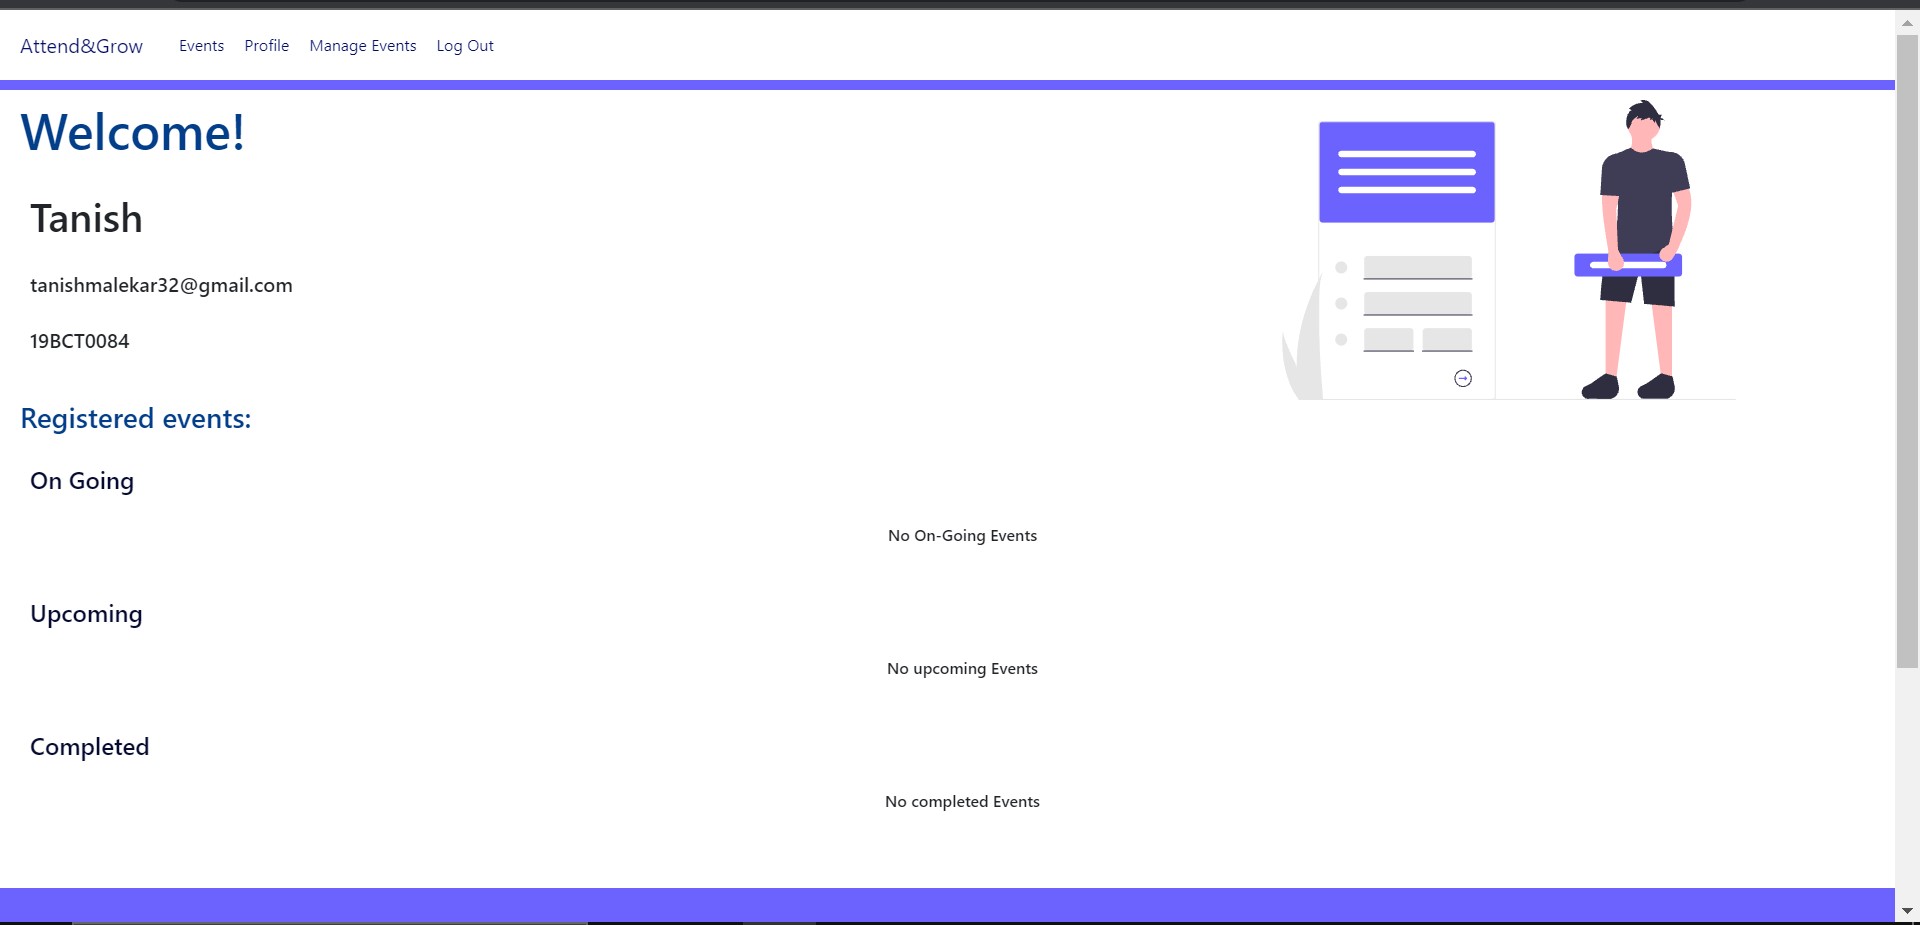 Attend&Grow Events Profile Manage Events Log Out
Welcome!
Tanish
tanishmalekar32@gmail.com
19BCT0084
Registered events:
On Going
No On-Going Events
Upcoming
No upcoming Events
Completed
No completed Events